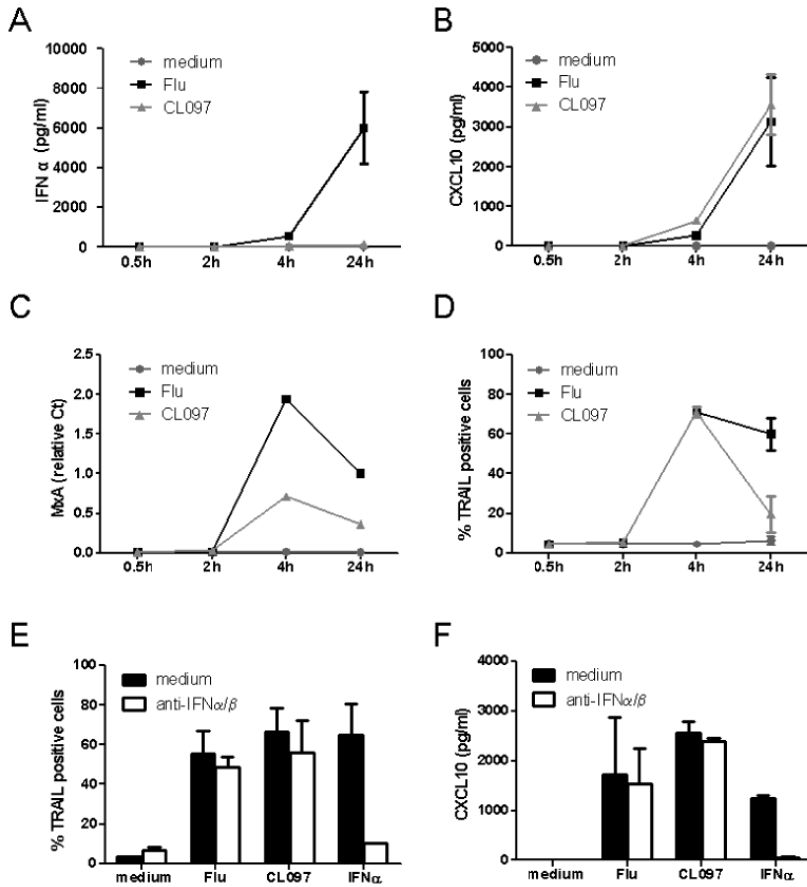 A
IFN α (pg/ml)
10000
8000
6000
4000
2000
0
medium
Flu
CL097
0.5h 2h 4h 24h
B
CXCL10 (pg/ml)
5000
4000
3000
2000
1000
0
medium
Flu
CL097
0.5h 2h 4h 24h
C
MxA (relative Ct)
2.5
2.0
1.5
1.0
0.5
0.0
medium
Flu
CL097
0.5h 2h 4h 24h
D
% TRAIL positive cells
100
80
60
40
20
0
medium
Flu
CL097
0.5h 2h 4h 24h
E
% TRAIL positive cells
100
80
60
40
20
0
medium
anti-IFNα/β
medium Flu CL097 IFNα
F
CXCL10 (pg/ml)
4000
3000
2000
1000
0
medium
anti-IFNα/β
medium Flu CL097 IFNα